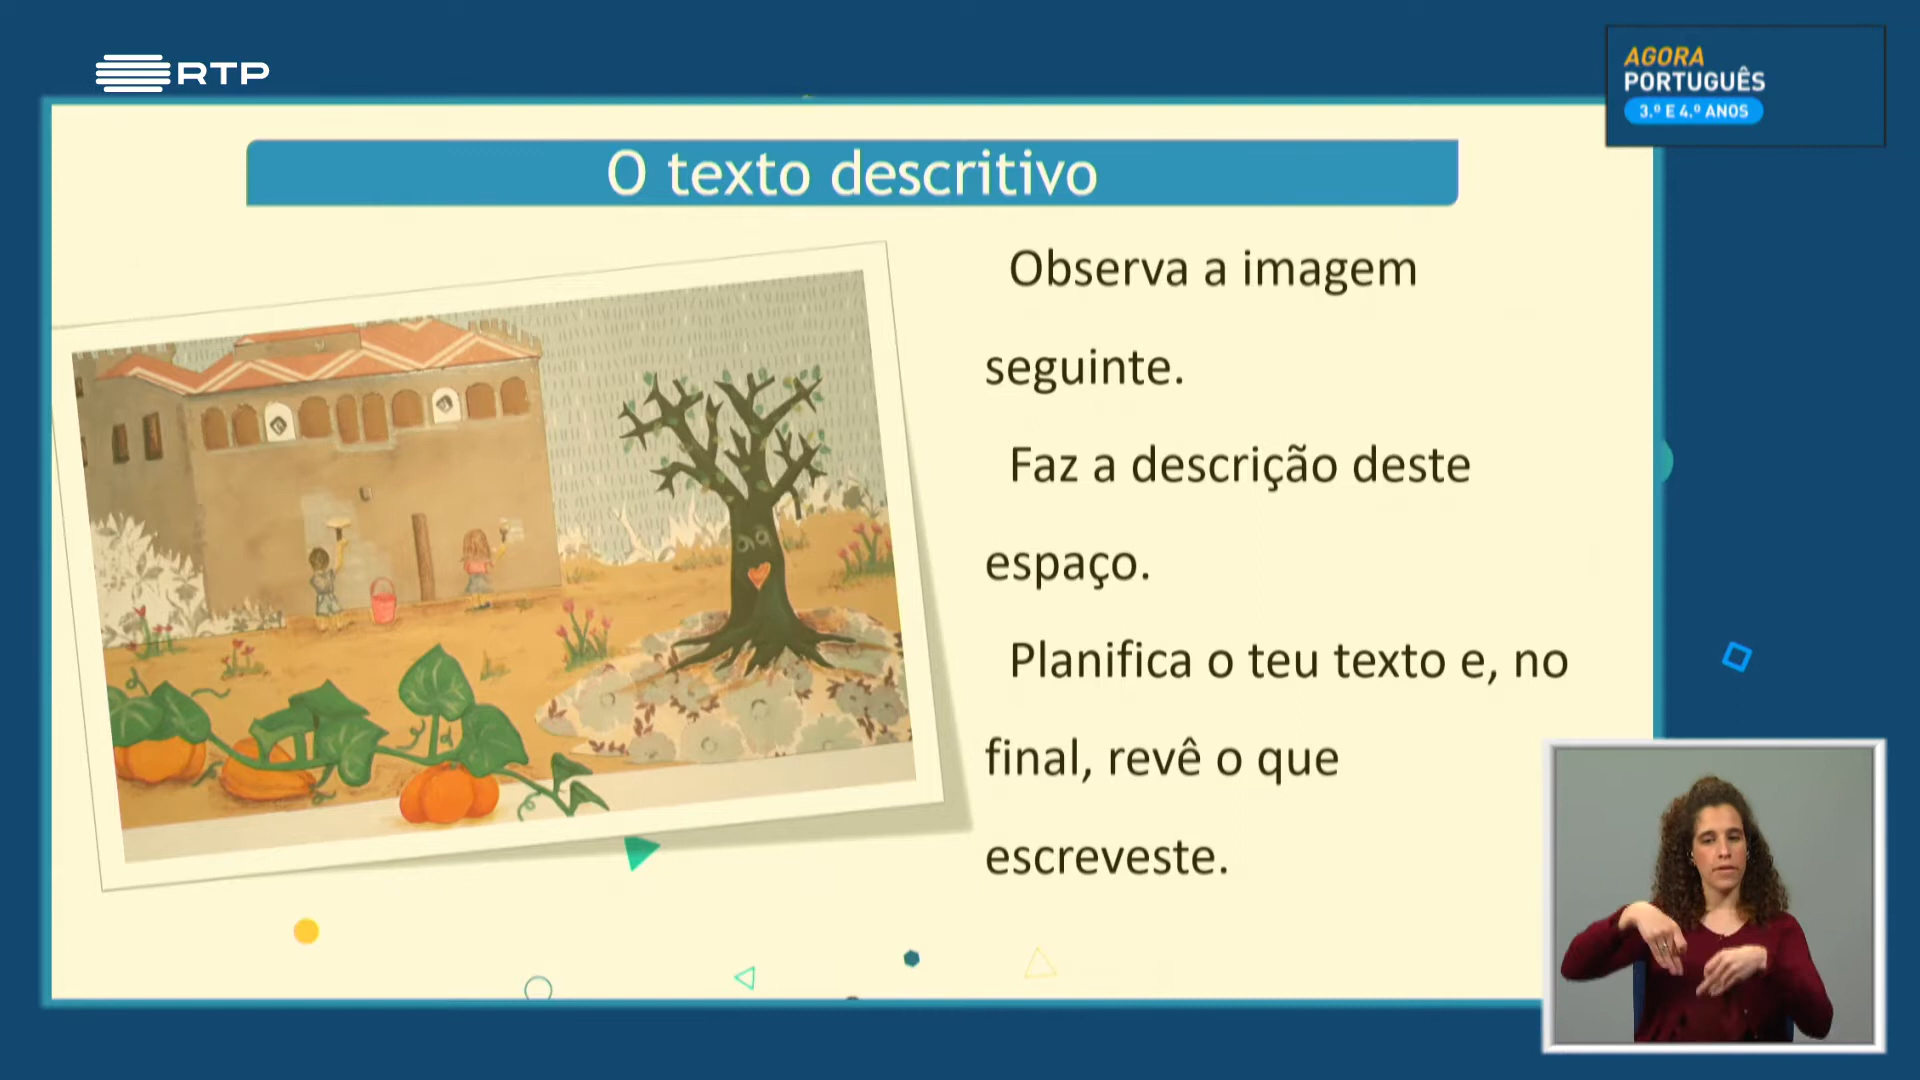 RTP
AGORA
PORTUGUÊS
3.º E 4.º ANOS
O texto descritivo
Observa a imagem
seguinte.
Faz a descrição deste
espaço.
Planifica o teu texto e, no
final, revê o que
escreveste.